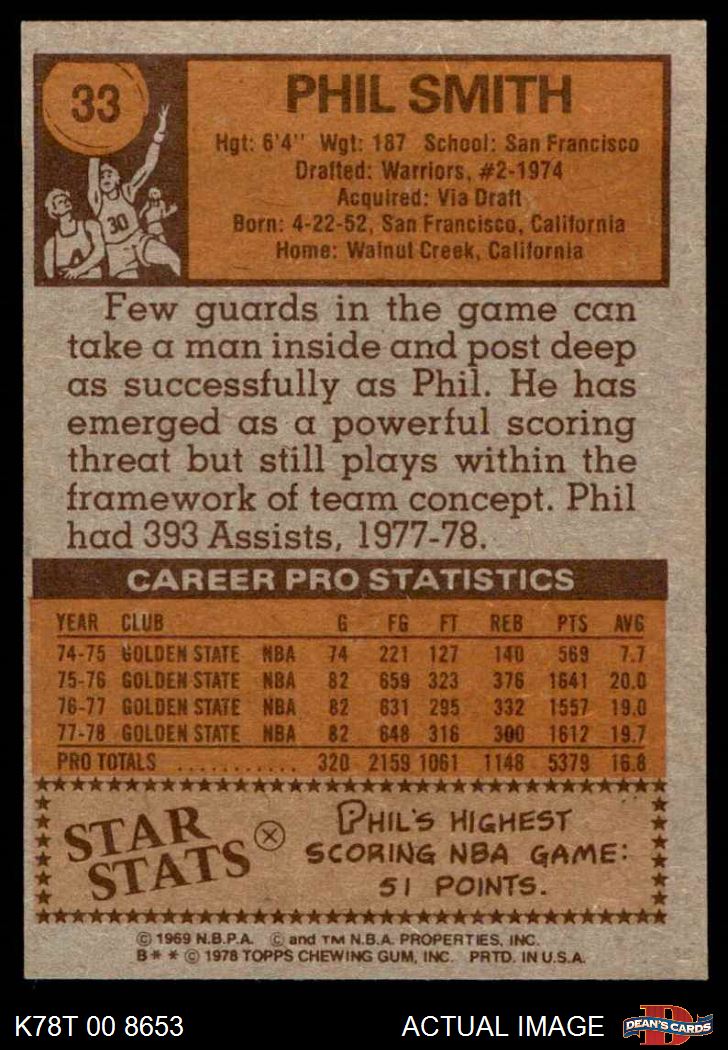 33
PHIL SMITH
Hgt: 6'4" Wgt: 187 School: San Francisco
Drafted: Warriors, #2-1974
Acquired: Via Draft
Born: 4-22-52, San Francisco, California
Home: Walnut Creek, California
30
Few guards in the game can
take a man inside and post deep
as successfully as Phil. He has
emerged as a powerful scoring
threat but still plays within the
framework of team concept. Phil
had 393 Assists, 1977-78.
CAREER PRO STATISTICS
YEAR CLUB G FG FT REB PTS AVG
74-75 GOLDEN STATE NBA 74 221 127 140 569 7.7
75-76 GOLDEN STATE NBA 82 659 323 376 1641 20.0
76-77 GOLDEN STATE NBA 82 631 295 332 1557 19.0
77-78 GOLDEN STATE NBA 82 648 316 300 1612 19.7
PRO TOTALS ........... 320 2159 1061 1148 5379 16.8
STAR
STATS
PHIL'S HIGHEST
SCORING NBA GAME:
51 POINTS.
© 1969 N.B.P.A. © and TM N.B.A. PROPERTIES, INC.
B* * © 1978 TOPPS CHEWING GUM, INC. PRTD. IN U.S.A.
K78T 00 8653 ACTUAL IMAGE
D
DEAN'S CARDS